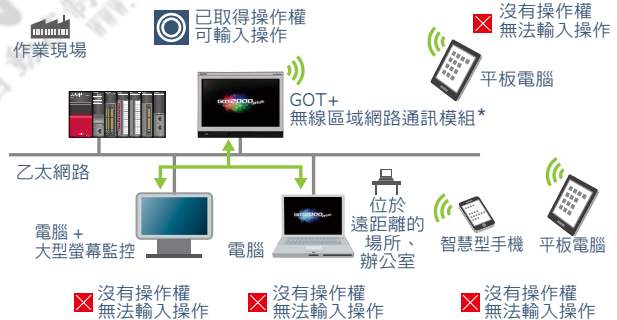 作業現場
已取得操作權
可輸入操作
沒有操作權
無法輸入操作
平板電腦
GOT2000
GOT+
無線區域網路通訊模組*
乙太網路
電腦 +
大型螢幕監控
GOT2000
電腦
位於
遠距離的
場所、
辦公室
智慧型手機
平板電腦
沒有操作權
無法輸入操作
沒有操作權
無法輸入操作
沒有操作權
無法輸入操作